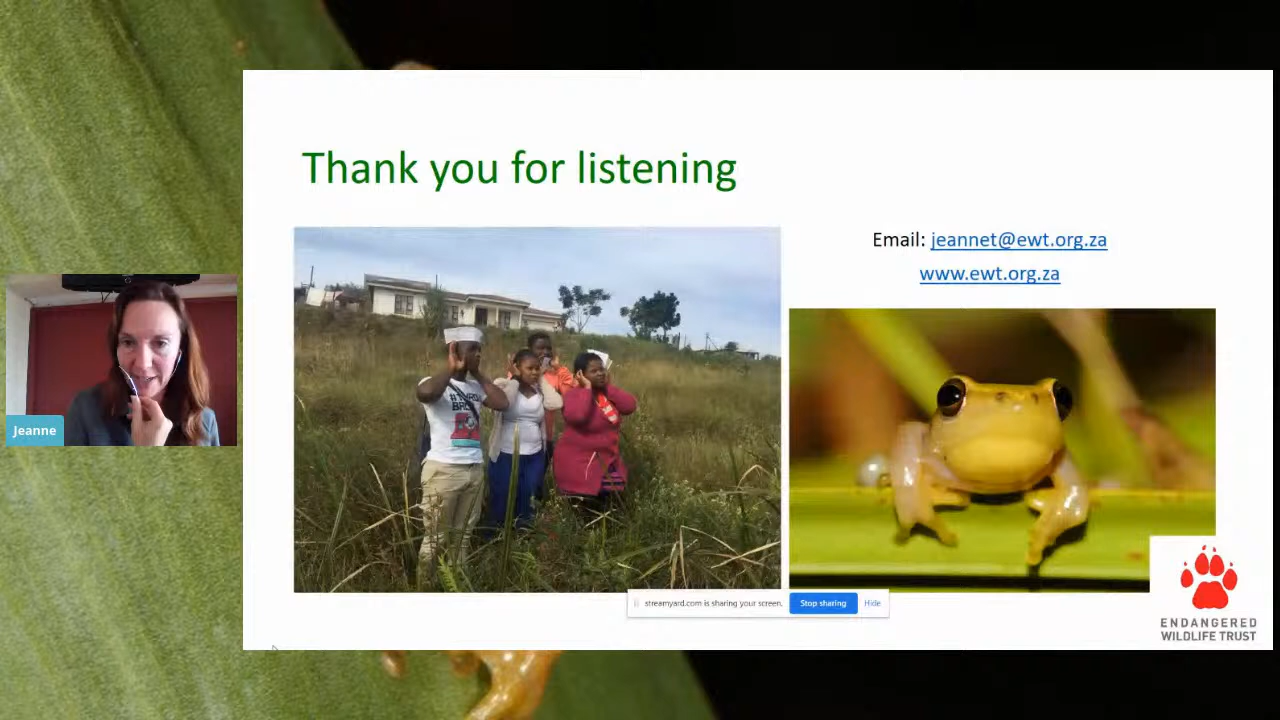 Thank you for listening
Email: jeannet@ewt.org.za
www.ewt.org.za
Jeanne
streamyard.com is sharing your screen.
Stop sharing
Hide
ENDANGERED
WILDLIFE TRUST